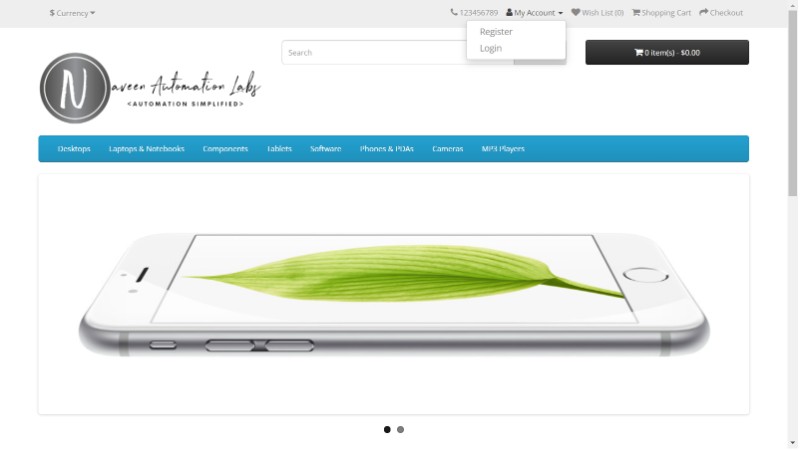 $ Currency
123456789 My Account Wish List (0) Shopping Cart Checkout
Register
Login
Search
0 item(s) - $0.00
N aveen Automation Labs
<AUTOMATION SIMPLIFIED>
Desktops Laptops & Notebooks Components Tablets Software Phones & PDAs Cameras MP3 Players